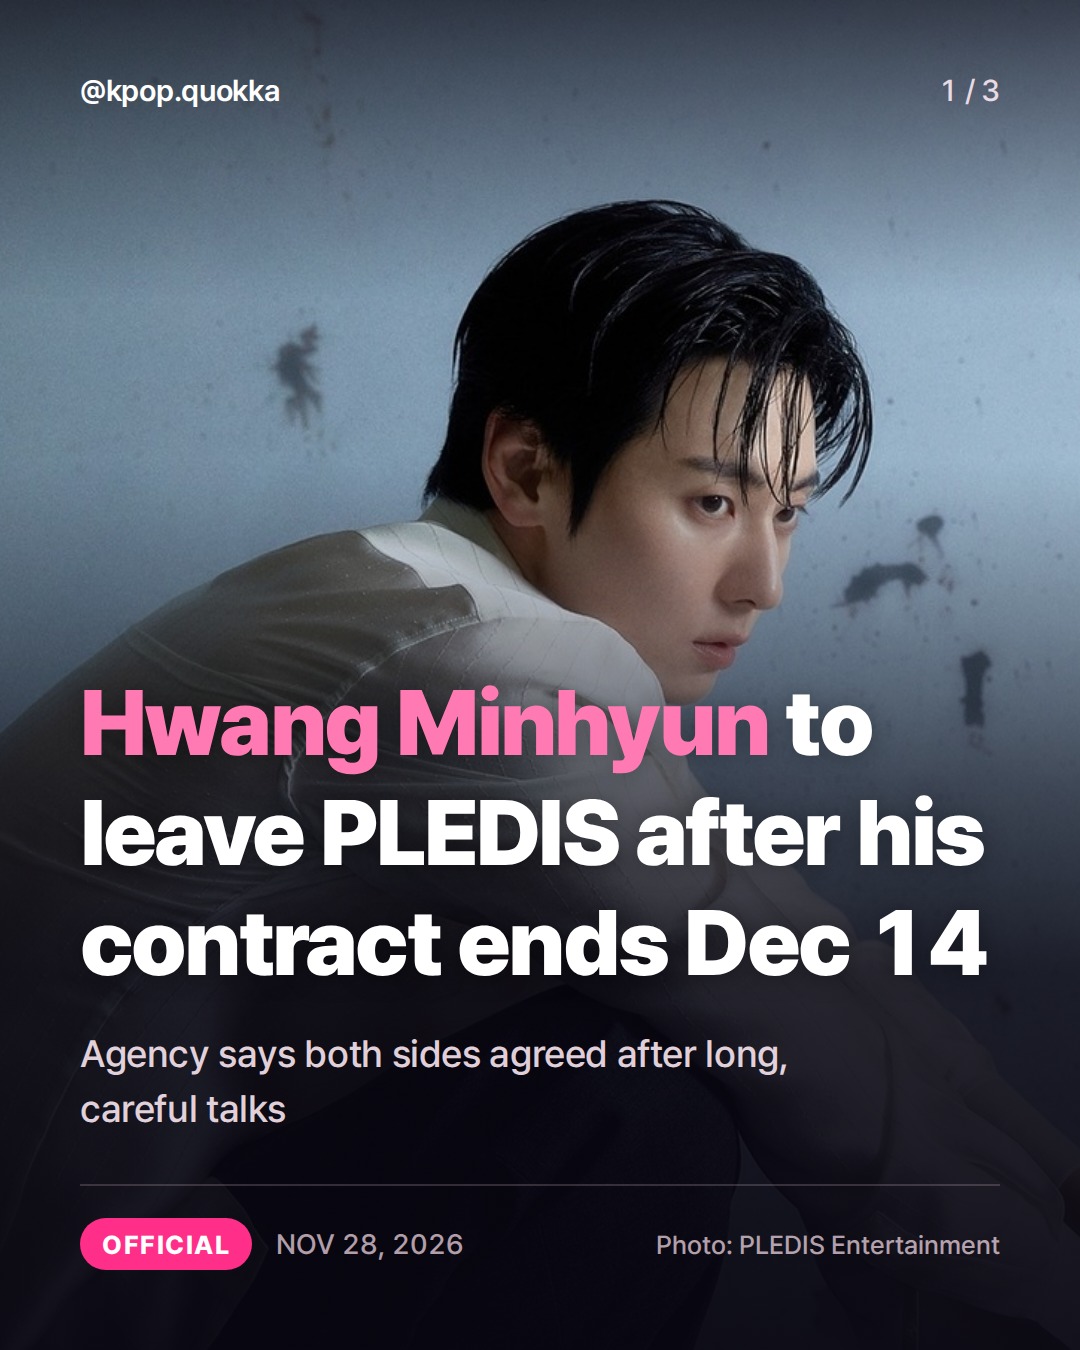 @kpop.quokka
1 / 3
Hwang Minhyun to
leave PLEDIS after his
contract ends Dec 14
Agency says both sides agreed after long,
careful talks
OFFICIAL
NOV 28, 2026
Photo: PLEDIS Entertainment